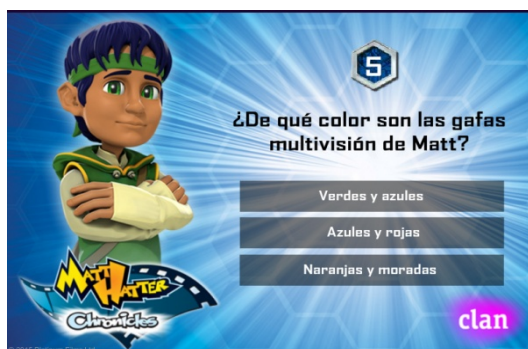 5
¿De qué color son las gafas
multivisión de Matt?
Verdes y azules
Azules y rojas
Naranjas y moradas
MATT
HATTER
Chronicles
clan